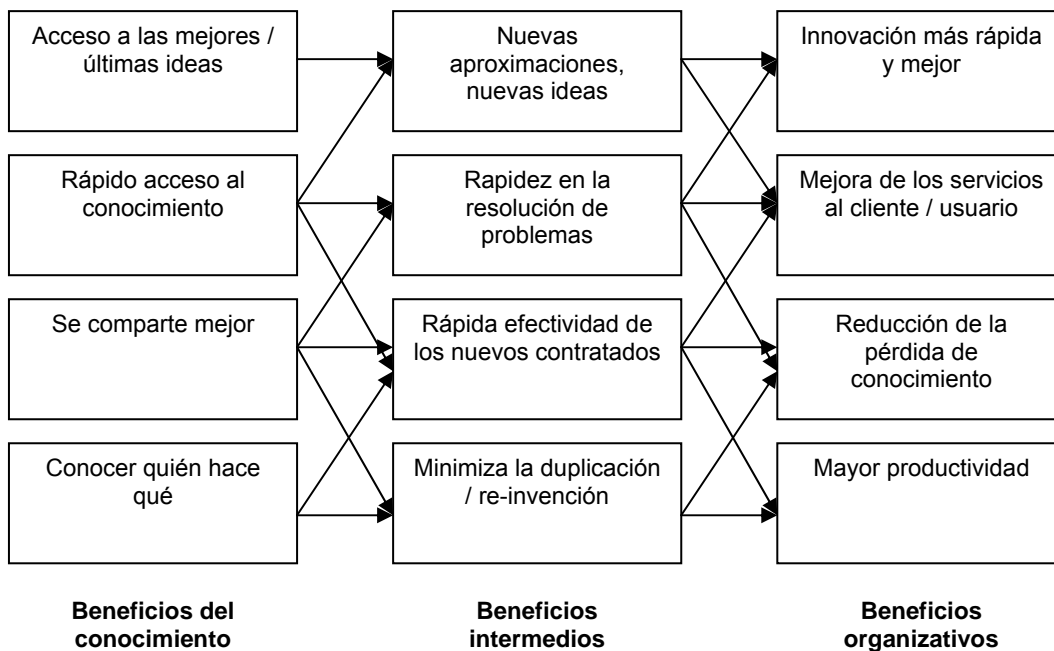 Acceso a las mejores /
últimas ideas
Nuevas
aproximaciones,
nuevas ideas
Innovación más rápida
y mejor
Rápido acceso al
conocimiento
Rapidez en la
resolución de
problemas
Mejora de los servicios
al cliente / usuario
Se comparte mejor
Rápida efectividad de
los nuevos contratados
Reducción de la
pérdida de
conocimiento
Conocer quién hace
qué
Minimiza la duplicación
/ re-invención
Mayor productividad
Beneficios del
conocimiento
Beneficios
intermedios
Beneficios
organizativos